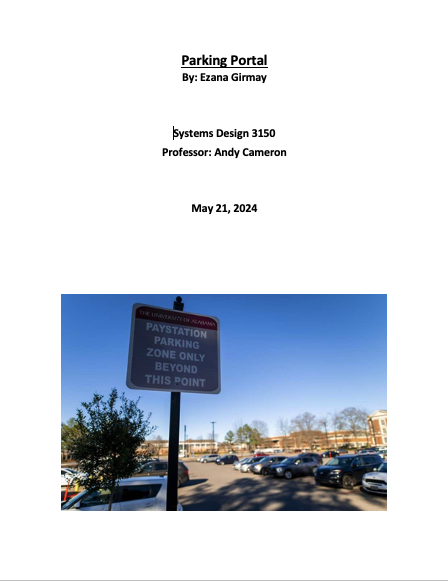 Parking Portal
By: Ezana Girmay
Systems Design 3150
Professor: Andy Cameron
May 21, 2024
THE UNIVERSITY OF ALABAMA
PAYSTATION
PARKING
ZONE ONLY
BEYOND
THIS POINT